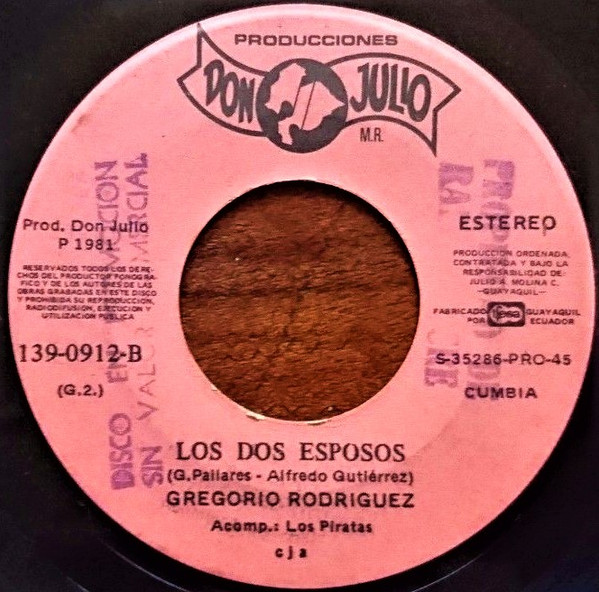 PRODUCCIONES
DON JULIO
M.R.
Prod. Don Julio
P 1981
RESERVADOS TODOS LOS DERE-
CHOS DEL PRODUCTOR FONOGRA-
FICO Y DE LOS AUTORES DE LAS
OBRAS GRABADAS EN ESTE DISCO
Y PROHIBIDA SU REPRODUCCION,
RADIODIFUSION, EJECUCION Y
UTILIZACION PUBLICA
139-0912-B
(G.2.)
ESTEREO
PRODUCCION ORDENADA,
CONTRATADA Y BAJO LA
RESPONSABILIDAD DE:
JULIO A. MOLINA C.
-GUAYAQUIL-
FABRICADO fesa GUAYAQUIL
ECUADOR
S-35286-PRO-45
CUMBIA
DISCO EN
SIN VALOR
LOS DOS ESPOSOS
(G. Pallares - Alfredo Gutiérrez)
GREGORIO RODRIGUEZ
Acomp.: Los Piratas
cja